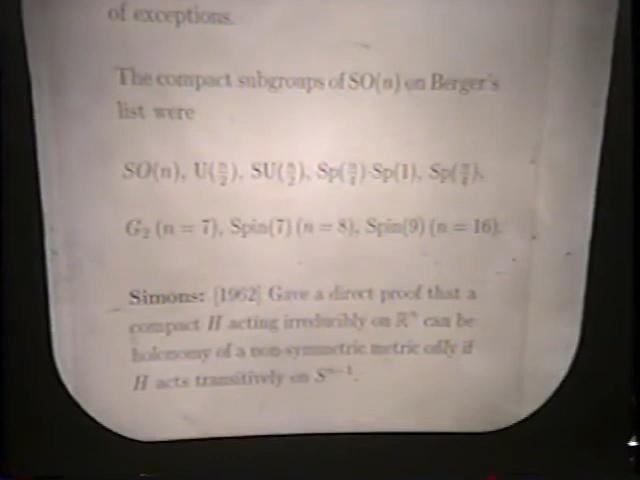 of exceptions.
The compact subgroups of SO(n) on Berger's
list were
SO(n), U(n/2), SU(n/2), Sp(n/4)·Sp(1), Sp(n/4),
G₂ (n = 7), Spin(7) (n = 8), Spin(9) (n = 16).
Simons: [1962] Gave a direct proof that a
compact H acting irreducibly on ℝⁿ can be
holonomy of a non-symmetric metric only if
H acts transitively on Sⁿ⁻¹.